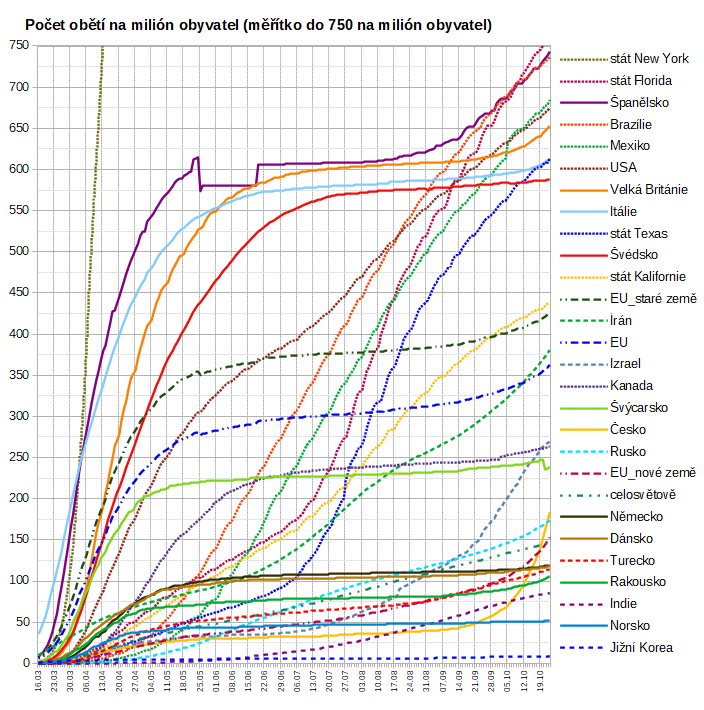 Počet obětí na milión obyvatel (měřítko do 750 na milión obyvatel)
750
700
650
600
550
500
450
400
350
300
250
200
150
100
50
0
16.03
23.03
30.03
06.04
13.04
20.04
27.04
04.05
11.05
18.05
25.05
01.06
08.06
15.06
22.06
29.06
06.07
13.07
20.07
27.07
03.08
10.08
17.08
24.08
31.08
07.09
14.09
21.09
28.09
05.10
12.10
19.10
stát New York
stát Florida
Španělsko
Brazílie
Mexiko
USA
Velká Británie
Itálie
stát Texas
Švédsko
stát Kalifornie
EU_staré země
Írán
EU
Izrael
Kanada
Švýcarsko
Česko
Rusko
EU_nové země
celosvětově
Německo
Dánsko
Turecko
Rakousko
Indie
Norsko
Jižní Korea